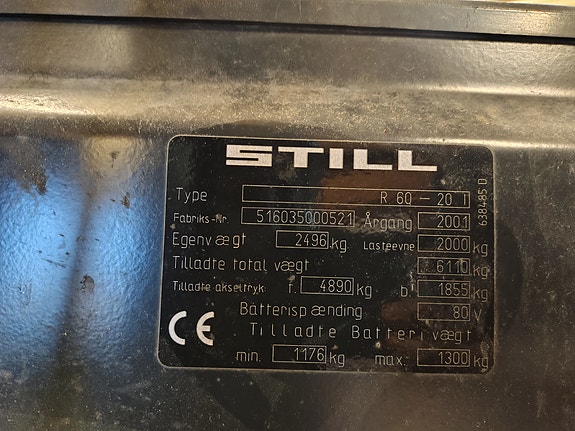 STILL
Type R 60 - 20 I
Fabriks-Nr. 516035000521 Årgang 2001
Egenvægt 2496 kg Lasteevne 2000 kg
Tilladte total vægt 6110 kg
Tilladte akseltryk f. 4890 kg b. 1855 kg
Batterispænding 80 V
Tilladte Batterivægt
min. 1176 kg max. 1300 kg
CE
638485 D